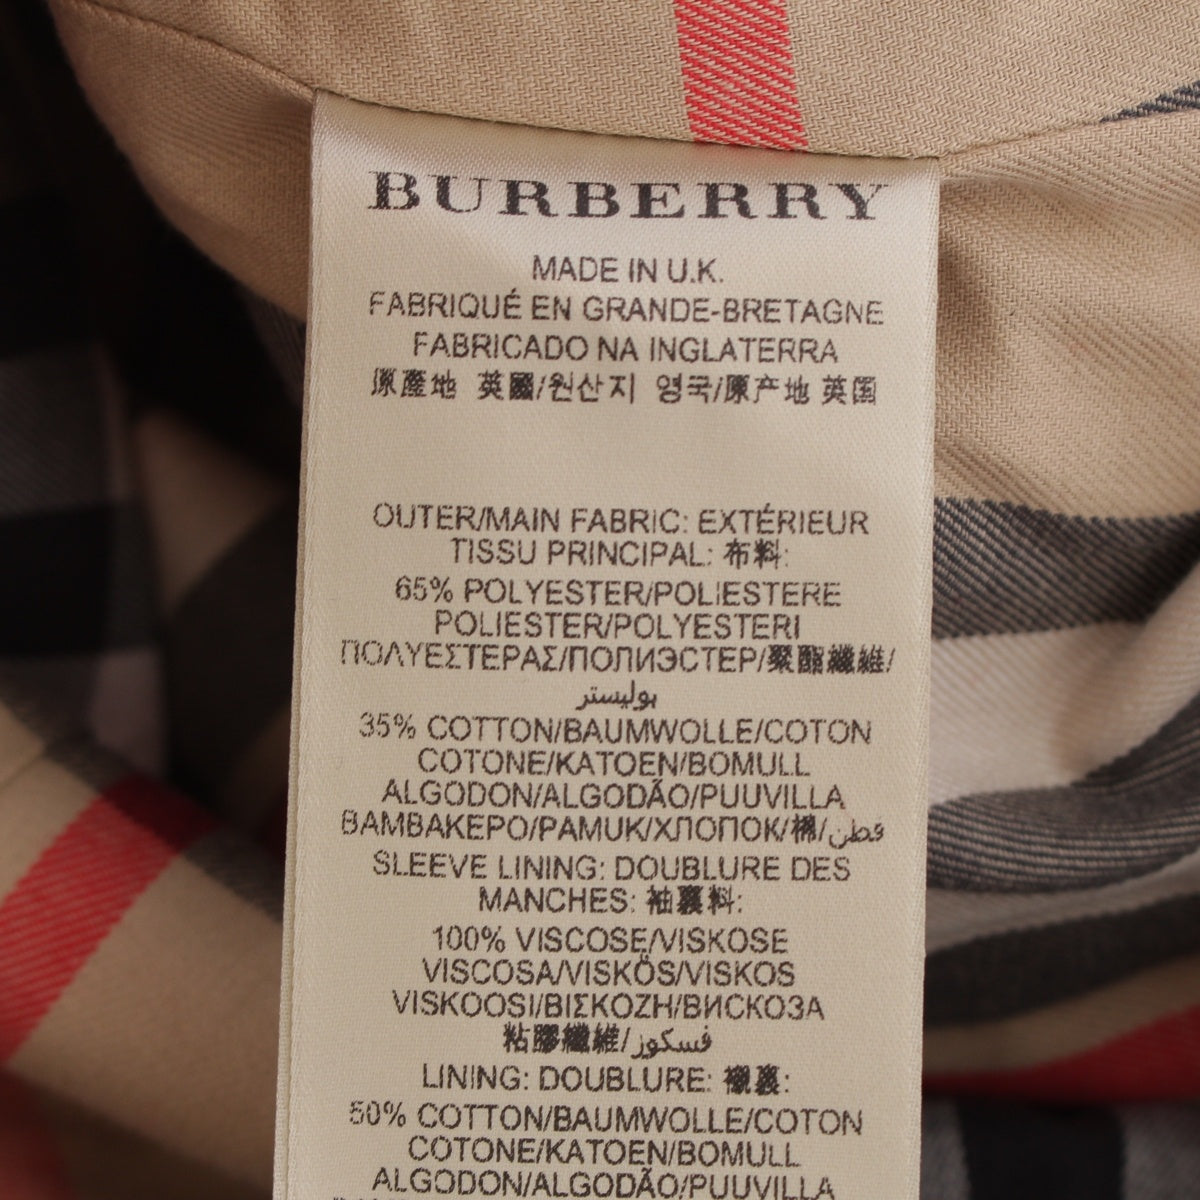 BURBERRY
MADE IN U.K.
FABRIQUÉ EN GRANDE-BRETAGNE
FABRICADO NA INGLATERRA
原產地 英國/원산지 영국/原产地 英国
OUTER/MAIN FABRIC: EXTÉRIEUR
TISSU PRINCIPAL: 布料:
65% POLYESTER/POLIESTERE
POLIESTER/POLYESTERI
ΠΟΛΥΕΣΤΕΡΑΣ/ПОЛИЭСТЕР/聚酯纖維/
بوليستر
35% COTTON/BAUMWOLLE/COTON
COTONE/KATOEN/BOMULL
ALGODON/ALGODÃO/PUUVILLA
BAMBAKEPO/PAMUK/ХЛОПОК/棉/قطن
SLEEVE LINING: DOUBLURE DES
MANCHES: 袖裏料:
100% VISCOSE/VISKOSE
VISCOSA/VISKÖS/VISKOS
VISKOOSI/ΒΙΣΚΟΖΗ/ВИСКОЗА
粘膠纖維/فسكوز
LINING: DOUBLURE: 襯裏:
50% COTTON/BAUMWOLLE/COTON
COTONE/KATOEN/BOMULL
ALGODON/ALGODÃO/PUUVILLA